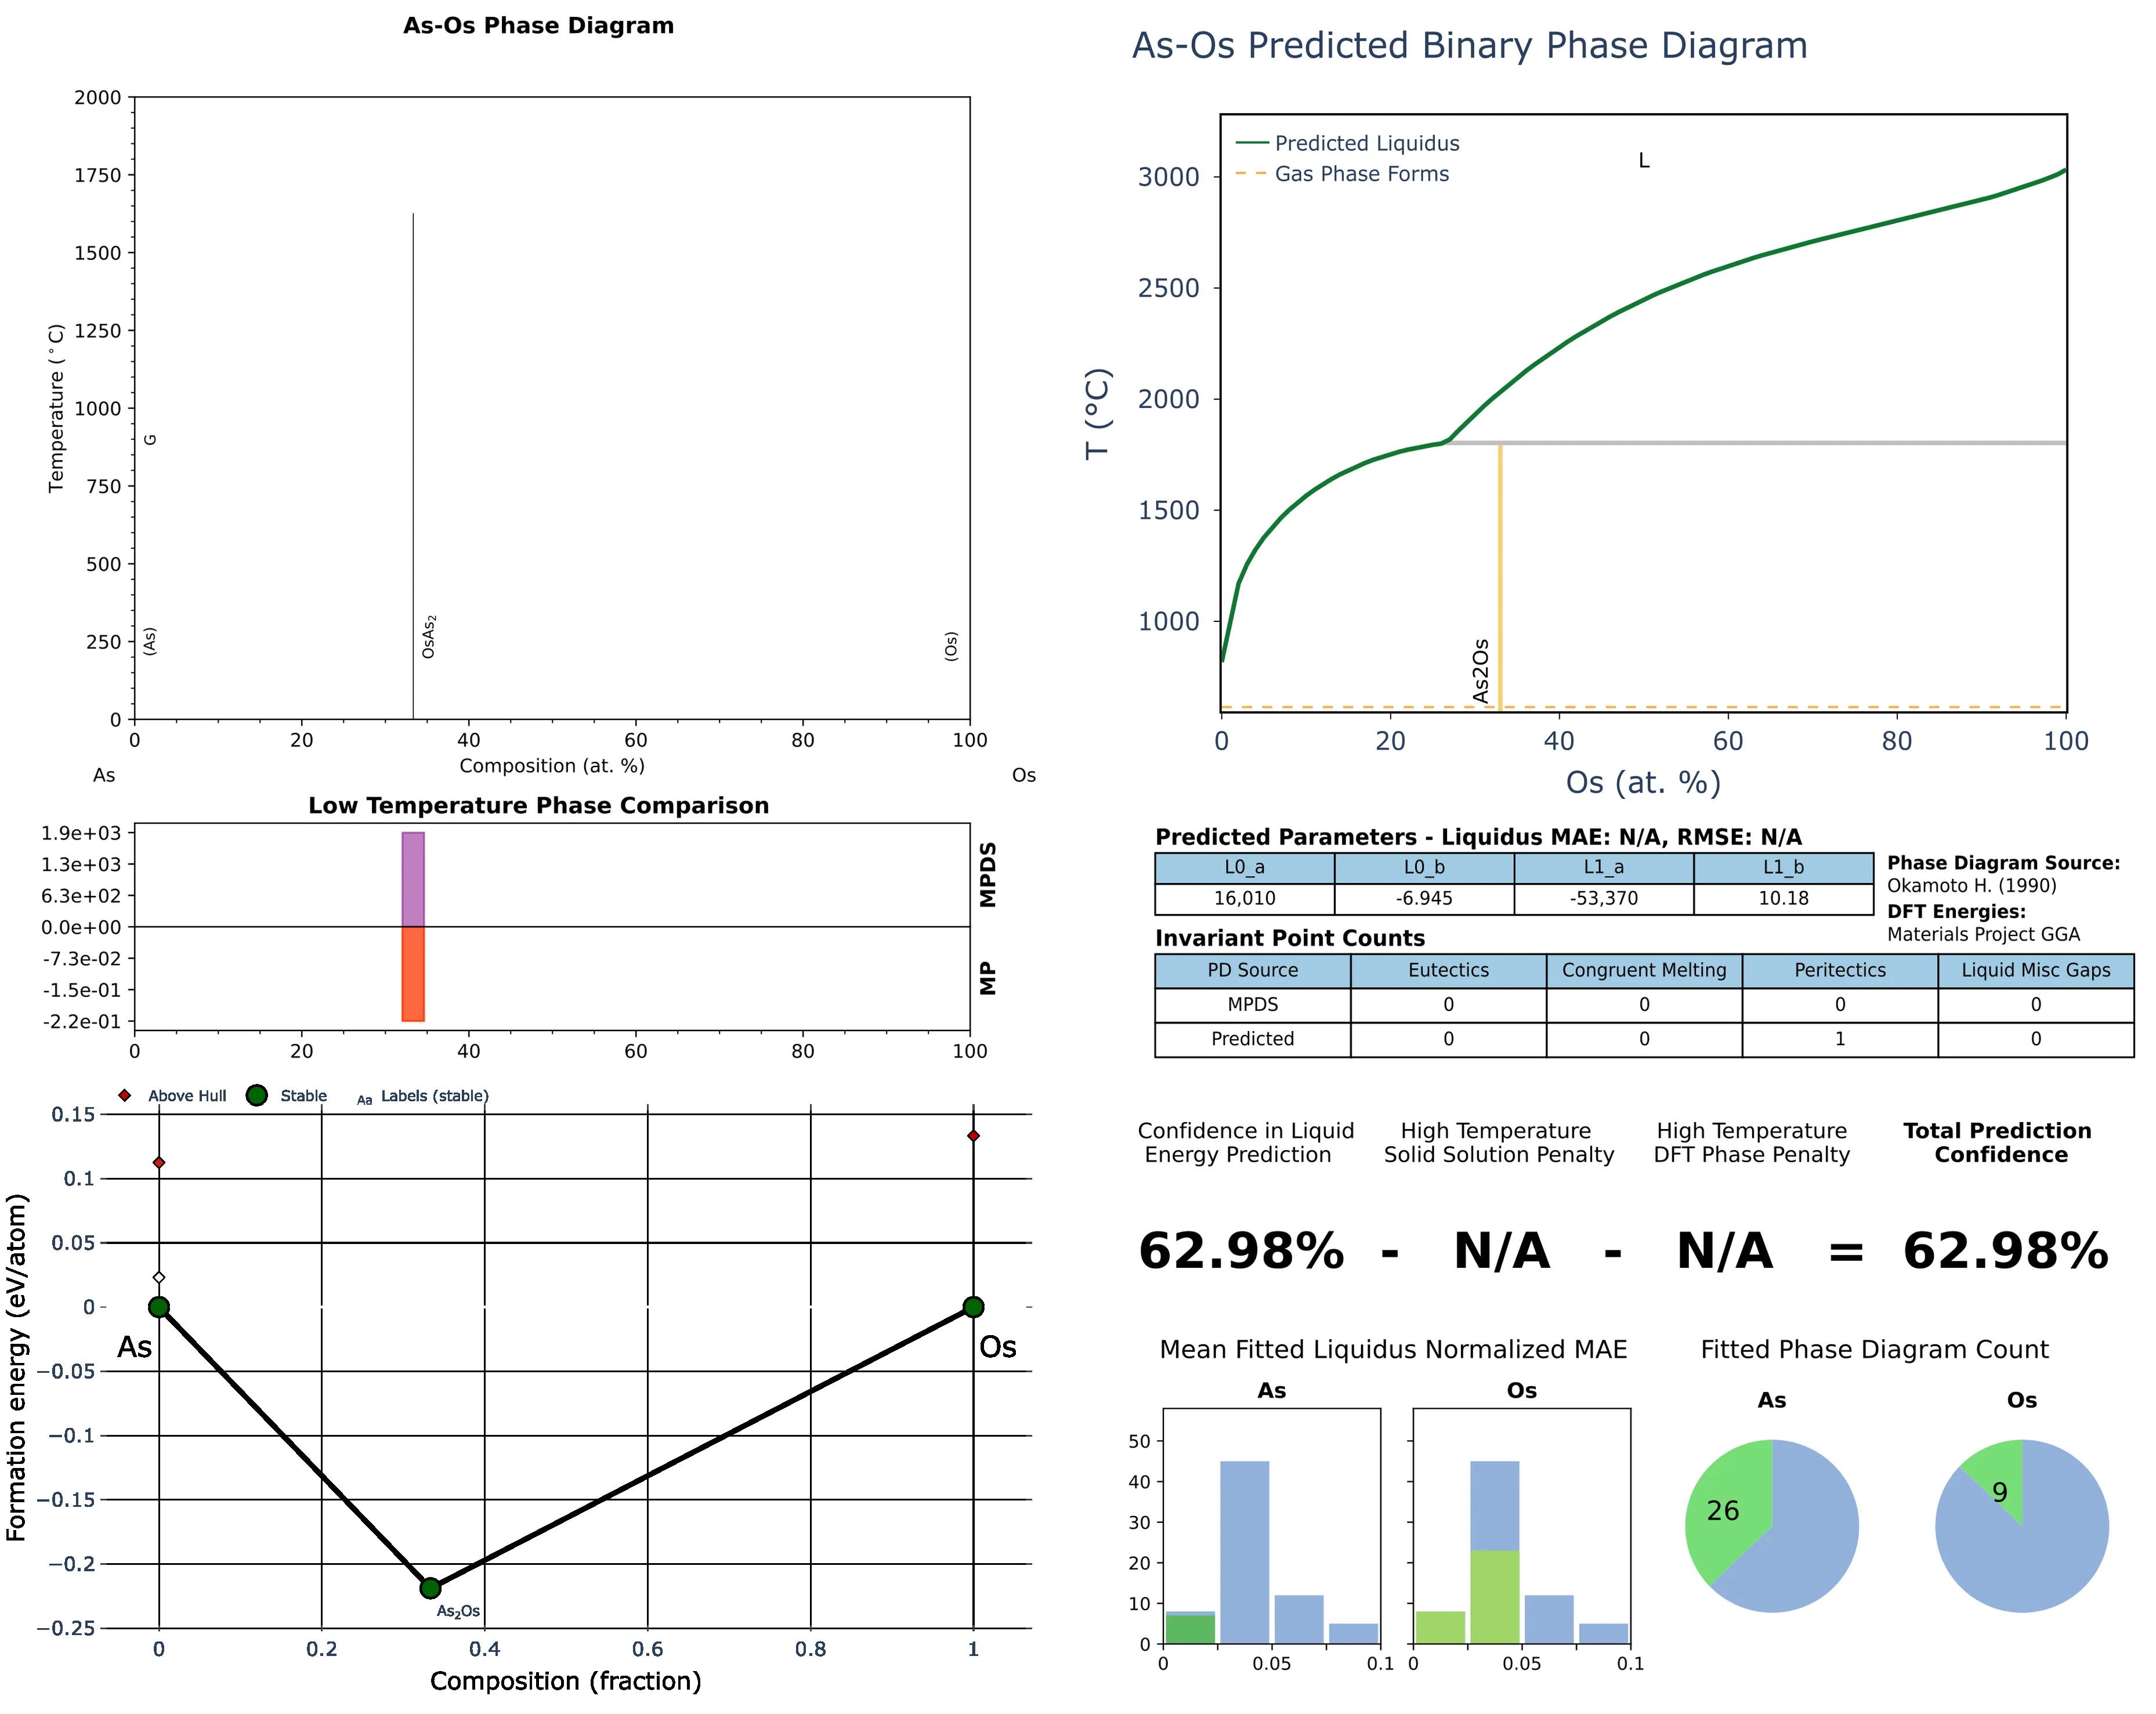 As-Os Phase Diagram
2000
1750
1500
1250
1000
750
500
250
0
Temperature (°C)
G
(As)
OsAs2
(Os)
0 20 40 60 80 100
Composition (at. %)
As Os
Low Temperature Phase Comparison
1.9e+03
1.3e+03
6.3e+02
0.0e+00
-7.3e-02
-1.5e-01
-2.2e-01
MPDS
MP
0 20 40 60 80 100
Above Hull Stable Aa Labels (stable)
0.15
0.1
0.05
0
−0.05
−0.1
−0.15
−0.2
−0.25
Formation energy (eV/atom)
As
Os
As2Os
0 0.2 0.4 0.6 0.8 1
Composition (fraction)
As-Os Predicted Binary Phase Diagram
Predicted Liquidus
Gas Phase Forms
L
3000
2500
2000
1500
1000
T (°C)
As2Os
0 20 40 60 80 100
Os (at. %)
Predicted Parameters - Liquidus MAE: N/A, RMSE: N/A
L0_a L0_b L1_a L1_b
16,010 -6.945 -53,370 10.18
Phase Diagram Source:
Okamoto H. (1990)
DFT Energies:
Materials Project GGA
Invariant Point Counts
PD Source Eutectics Congruent Melting Peritectics Liquid Misc Gaps
MPDS 0 0 0 0
Predicted 0 0 1 0
Confidence in Liquid
Energy Prediction
High Temperature
Solid Solution Penalty
High Temperature
DFT Phase Penalty
Total Prediction
Confidence
62.98% - N/A - N/A = 62.98%
Mean Fitted Liquidus Normalized MAE
As Os
50
40
30
20
10
0
0 0.05 0.1 0 0.05 0.1
Fitted Phase Diagram Count
As Os
26 9